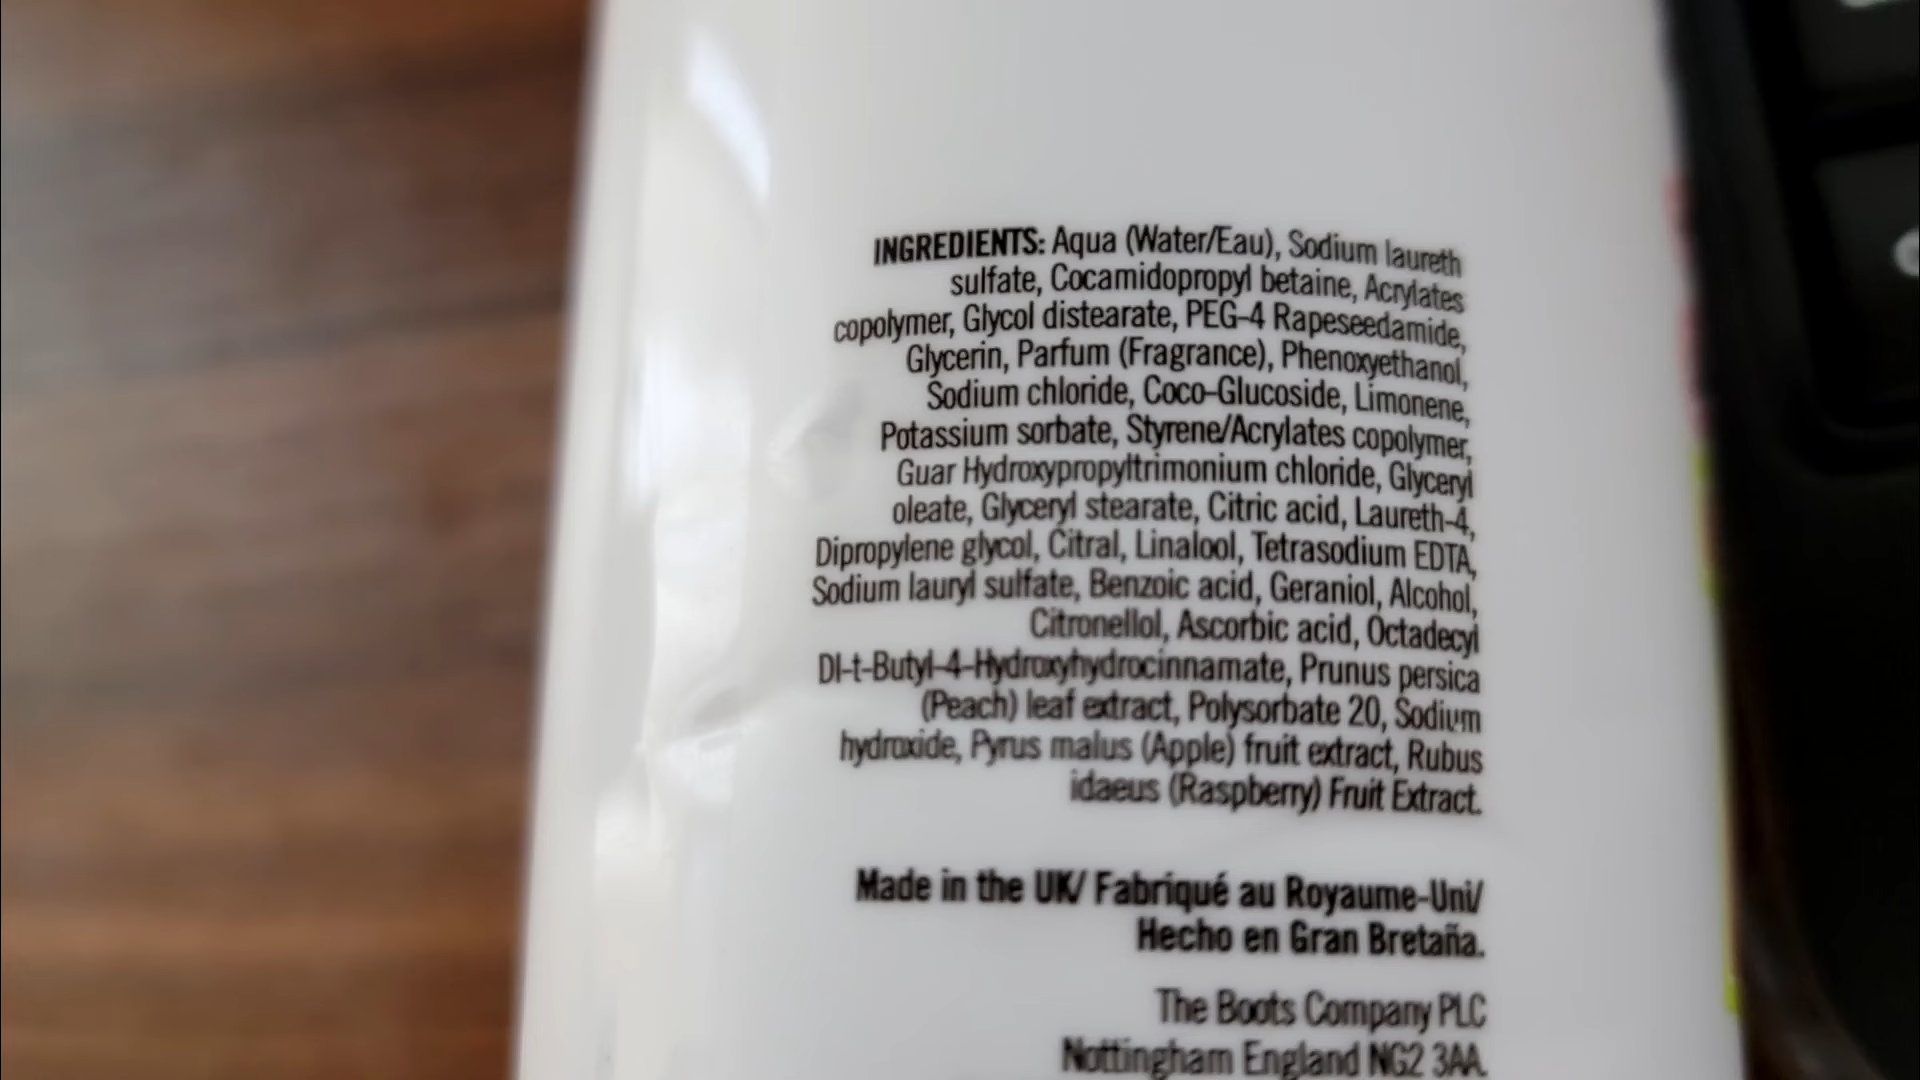 INGREDIENTS: Aqua (Water/Eau), Sodium laureth
sulfate, Cocamidopropyl betaine, Acrylates
copolymer, Glycol distearate, PEG-4 Rapeseedamide,
Glycerin, Parfum (Fragrance), Phenoxyethanol,
Sodium chloride, Coco-Glucoside, Limonene,
Potassium sorbate, Styrene/Acrylates copolymer,
Guar Hydroxypropyltrimonium chloride, Glyceryl
oleate, Glyceryl stearate, Citric acid, Laureth-4,
Dipropylene glycol, Citral, Linalool, Tetrasodium EDTA,
Sodium lauryl sulfate, Benzoic acid, Geraniol, Alcohol,
Citronellol, Ascorbic acid, Octadecyl
DI-t-Butyl-4-Hydroxyhydrocinnamate, Prunus persica
(Peach) leaf extract, Polysorbate 20, Sodium
hydroxide, Pyrus malus (Apple) fruit extract, Rubus
idaeus (Raspberry) Fruit Extract.
Made in the UK/ Fabriqué au Royaume-Uni/
Hecho en Gran Bretaña.
The Boots Company PLC
Nottingham England NG2 3AA.